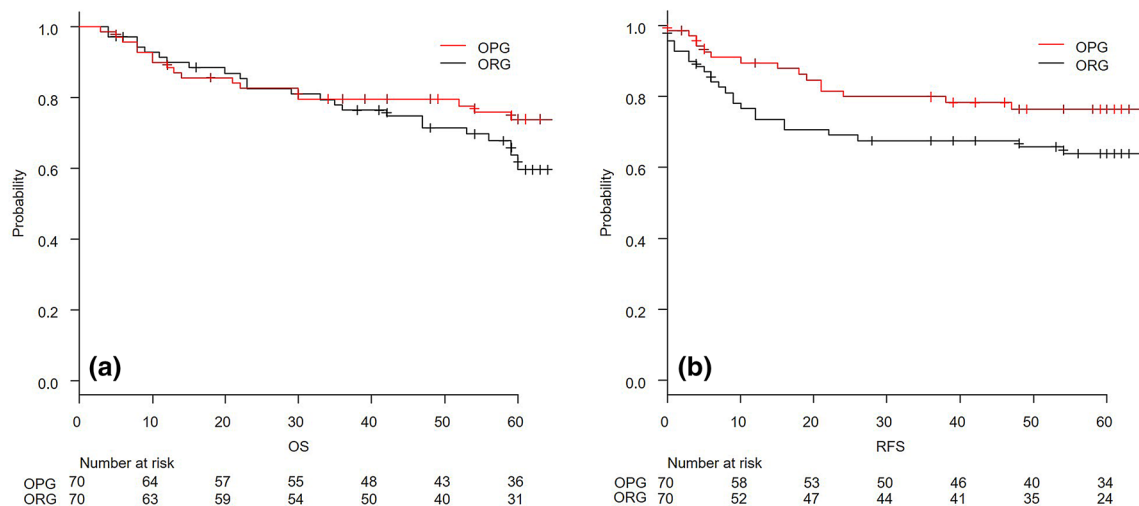 1.0
0.8
0.6
0.4
0.2
0.0
Probability
OPG
ORG
(a)
0 10 20 30 40 50 60
OS
Number at risk
OPG 70 64 57 55 48 43 36
ORG 70 63 59 54 50 40 31
1.0
0.8
0.6
0.4
0.2
0.0
Probability
OPG
ORG
(b)
0 10 20 30 40 50 60
RFS
Number at risk
OPG 70 58 53 50 46 40 34
ORG 70 52 47 44 41 35 24